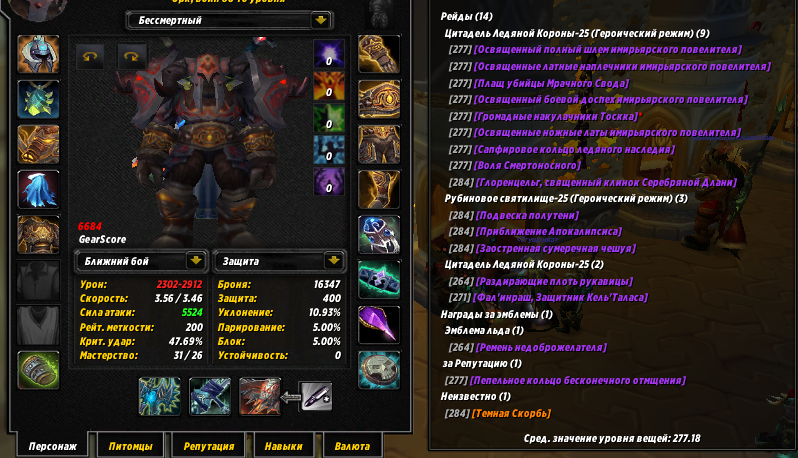 Бессмертный
0
0
0
0
0
6684
GearScore
Ближний бой
Защита
Урон: 2302-2912
Скорость: 3.56 / 3.46
Сила атаки: 5524
Рейт. меткости: 200
Крит. удар: 47.69%
Мастерство: 31 / 26
Броня: 16347
Защита: 400
Уклонение: 10.93%
Парирование: 5.00%
Блок: 5.00%
Устойчивость: 0
Персонаж
Питомцы
Репутация
Навыки
Валюта
Рейды (14)
Цитадель Ледяной Короны-25 (Героический режим) (9)
[277] [Освященный полный шлем имирьярского повелителя]
[277] [Освященные латные наплечники имирьярского повелителя]
[277] [Плащ убийцы Мрачного Свода]
[277] [Освященный боевой доспех имирьярского повелителя]
[277] [Громадные накулачники Тоскка]
[277] [Освященные ножные латы имирьярского повелителя]
[277] [Сапфировое кольцо ледяного наследия]
[277] [Воля Смертоносного]
[284] [Глоренцельг, священный клинок Серебряной Длани]
Рубиновое святилище-25 (Героический режим) (3)
[284] [Подвеска полутени]
[284] [Приближение Апокалипсиса]
[284] [Заостренная сумеречная чешуя]
Цитадель Ледяной Короны-25 (2)
[264] [Раздирающие плоть рукавицы]
[271] [Фал'инраш, Защитник Кель'Таласа]
Награды за эмблемы (1)
Эмблема льда (1)
[264] [Ремень недоброжелателя]
за Репутацию (1)
[277] [Пепельное кольцо бесконечного отмщения]
Неизвестно (1)
[284] [Темная Скорбь]
Сред. значение уровня вещей: 277.18